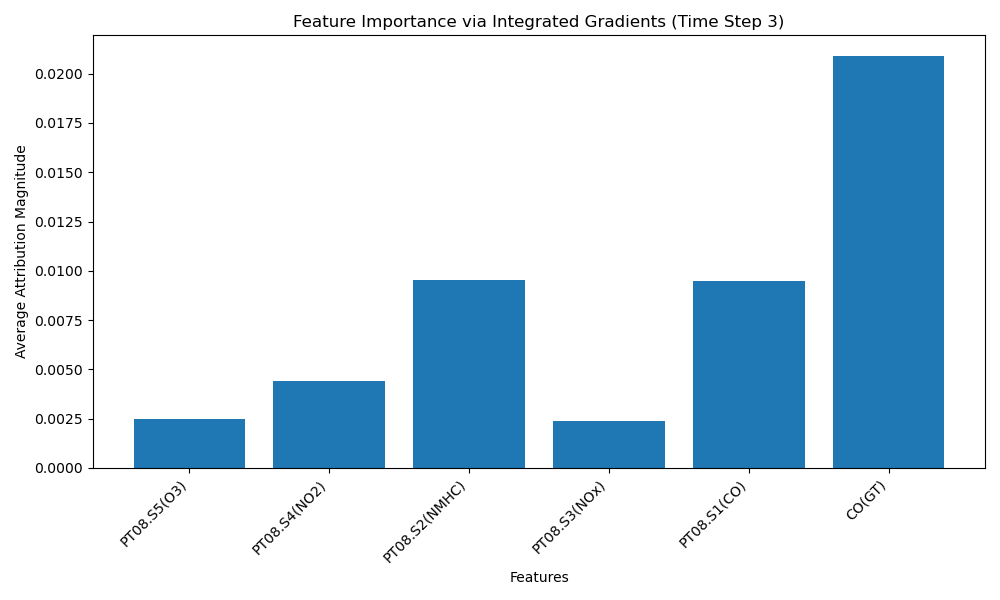 Feature Importance via Integrated Gradients (Time Step 3)
Average Attribution Magnitude
0.0200
0.0175
0.0150
0.0125
0.0100
0.0075
0.0050
0.0025
0.0000
PT08.S5(O3)
PT08.S4(NO2)
PT08.S2(NMHC)
PT08.S3(NOx)
PT08.S1(CO)
CO(GT)
Features